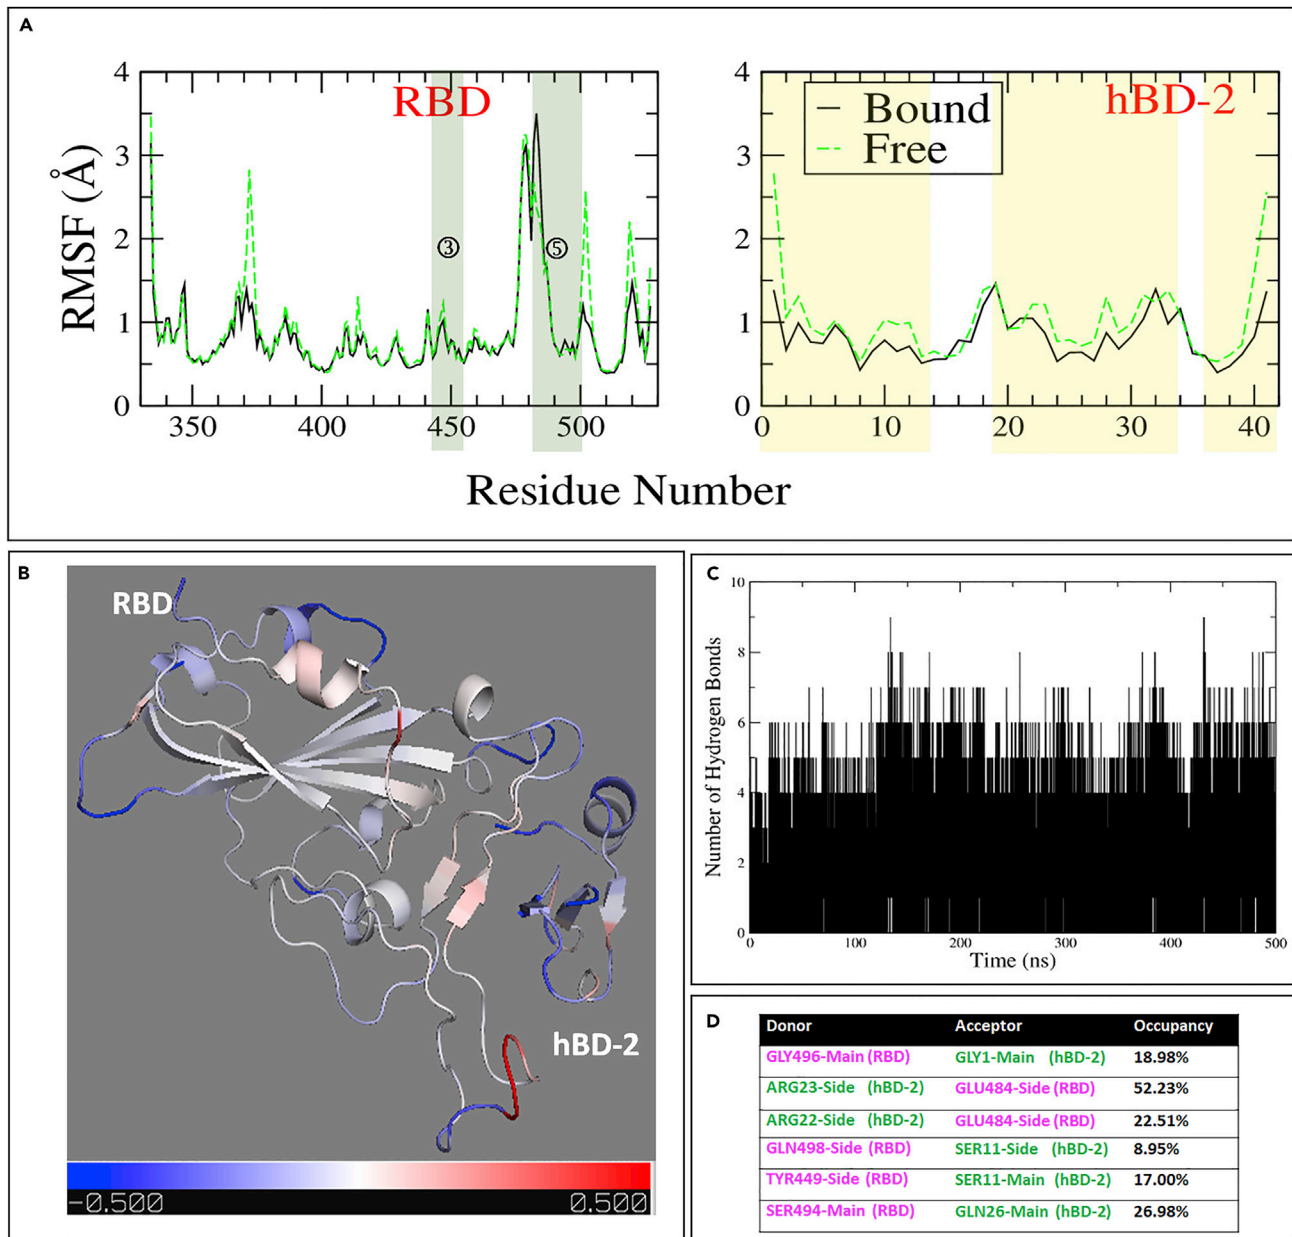 A
RBD
hBD-2
Bound
Free
4
3
2
1
0
RMSF (Å)
③
⑤
350
400
450
500
4
3
2
1
0
0
10
20
30
40
Residue Number
B
RBD
hBD-2
-0.500
0.500
C
10
8
6
4
2
0
Number of Hydrogen Bonds
0
100
200
300
400
500
Time (ns)
D
Donor Acceptor Occupancy
GLY496-Main (RBD) GLY1-Main (hBD-2) 18.98%
ARG23-Side (hBD-2) GLU484-Side (RBD) 52.23%
ARG22-Side (hBD-2) GLU484-Side (RBD) 22.51%
GLN498-Side (RBD) SER11-Side (hBD-2) 8.95%
TYR449-Side (RBD) SER11-Main (hBD-2) 17.00%
SER494-Main (RBD) GLN26-Main (hBD-2) 26.98%